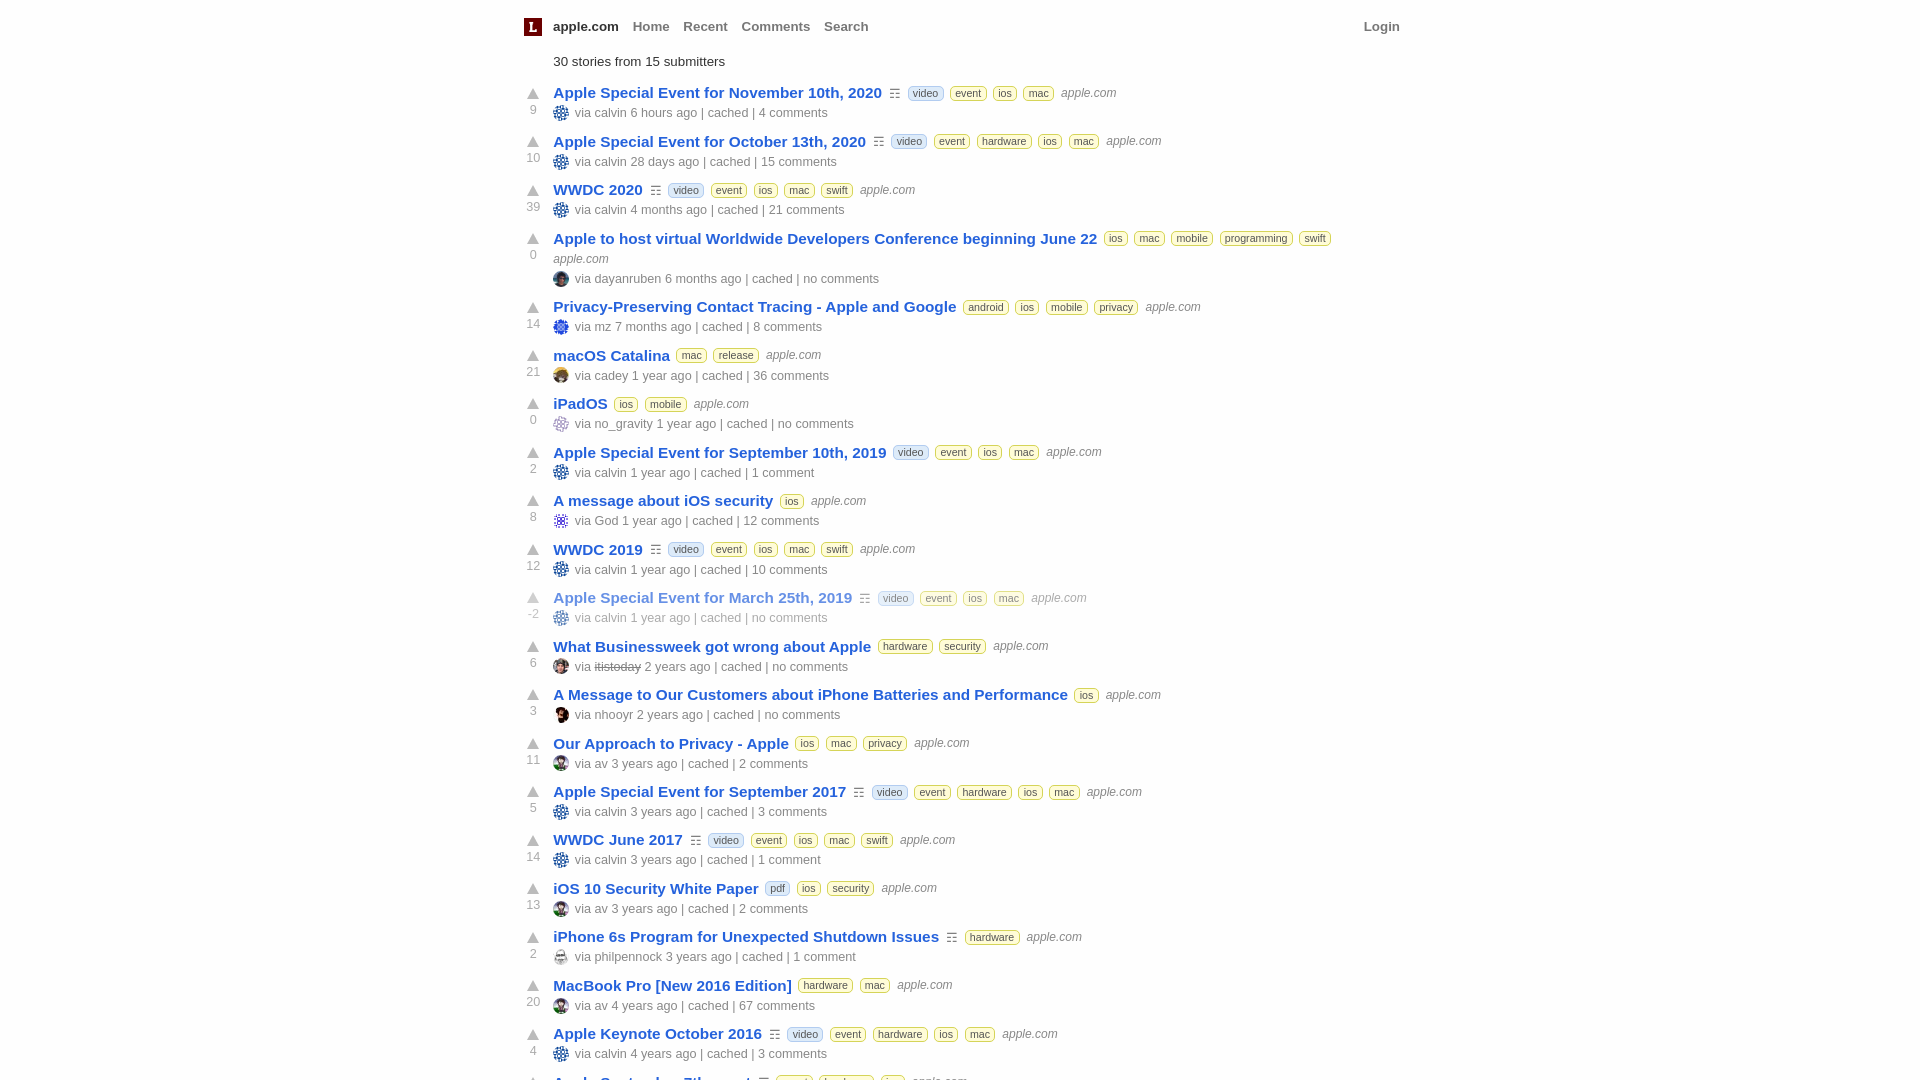 L apple.com Home Recent Comments Search Login
30 stories from 15 submitters
Apple Special Event for November 10th, 2020 ☶ video event ios mac apple.com
9 via calvin 6 hours ago | cached | 4 comments
Apple Special Event for October 13th, 2020 ☶ video event hardware ios mac apple.com
10 via calvin 28 days ago | cached | 15 comments
WWDC 2020 ☶ video event ios mac swift apple.com
39 via calvin 4 months ago | cached | 21 comments
Apple to host virtual Worldwide Developers Conference beginning June 22 ios mac mobile programming swift
0 apple.com
via dayanruben 6 months ago | cached | no comments
Privacy-Preserving Contact Tracing - Apple and Google android ios mobile privacy apple.com
14 via mz 7 months ago | cached | 8 comments
macOS Catalina mac release apple.com
21 via cadey 1 year ago | cached | 36 comments
iPadOS ios mobile apple.com
0 via no_gravity 1 year ago | cached | no comments
Apple Special Event for September 10th, 2019 video event ios mac apple.com
2 via calvin 1 year ago | cached | 1 comment
A message about iOS security ios apple.com
8 via God 1 year ago | cached | 12 comments
WWDC 2019 ☶ video event ios mac swift apple.com
12 via calvin 1 year ago | cached | 10 comments
Apple Special Event for March 25th, 2019 ☶ video event ios mac apple.com
-2 via calvin 1 year ago | cached | no comments
What Businessweek got wrong about Apple hardware security apple.com
6 via itistoday 2 years ago | cached | no comments
A Message to Our Customers about iPhone Batteries and Performance ios apple.com
3 via nhooyr 2 years ago | cached | no comments
Our Approach to Privacy - Apple ios mac privacy apple.com
11 via av 3 years ago | cached | 2 comments
Apple Special Event for September 2017 ☶ video event hardware ios mac apple.com
5 via calvin 3 years ago | cached | 3 comments
WWDC June 2017 ☶ video event ios mac swift apple.com
14 via calvin 3 years ago | cached | 1 comment
iOS 10 Security White Paper pdf ios security apple.com
13 via av 3 years ago | cached | 2 comments
iPhone 6s Program for Unexpected Shutdown Issues ☶ hardware apple.com
2 via philpennock 3 years ago | cached | 1 comment
MacBook Pro [New 2016 Edition] hardware mac apple.com
20 via av 4 years ago | cached | 67 comments
Apple Keynote October 2016 ☶ video event hardware ios mac apple.com
4 via calvin 4 years ago | cached | 3 comments